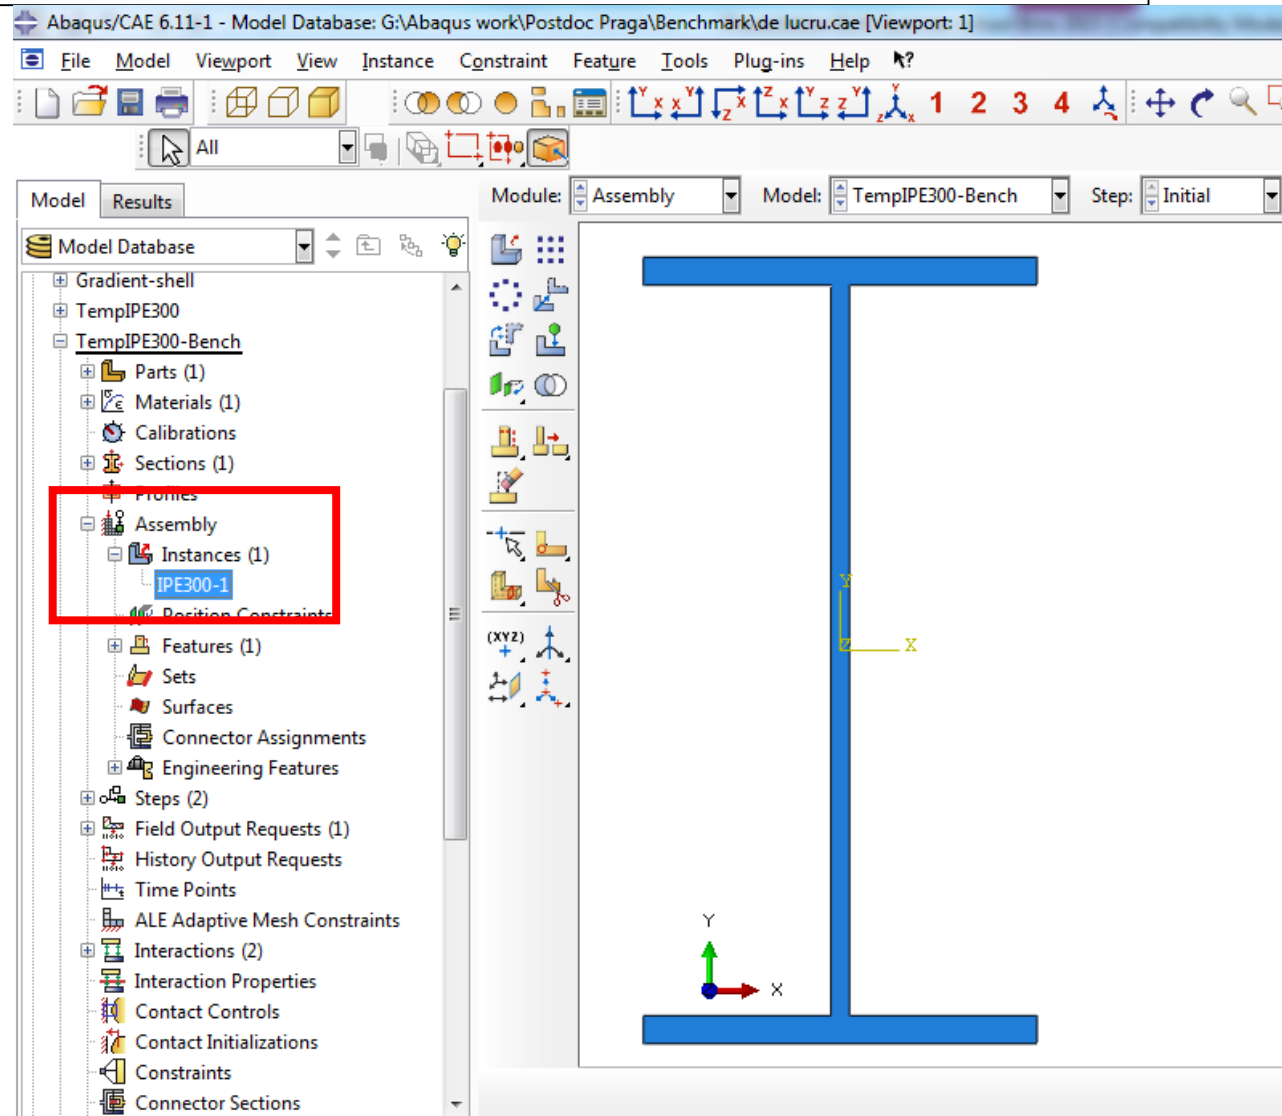 Abaqus/CAE 6.11-1 - Model Database: G:\Abaqus work\Postdoc Praga\Benchmark\de lucru.cae [Viewport: 1]
File Model Viewport View Instance Constraint Feature Tools Plug-ins Help
1 2 3 4
All
Model Results
Module: Assembly Model: TempIPE300-Bench Step: Initial
Model Database
Gradient-shell
TempIPE300
TempIPE300-Bench
Parts (1)
Materials (1)
Calibrations
Sections (1)
Profiles
Assembly
Instances (1)
IPE300-1
Position Constraints
Features (1)
Sets
Surfaces
Connector Assignments
Engineering Features
Steps (2)
Field Output Requests (1)
History Output Requests
Time Points
ALE Adaptive Mesh Constraints
Interactions (2)
Interaction Properties
Contact Controls
Contact Initializations
Constraints
Connector Sections
(XYZ)
Y
Z X
Y
X